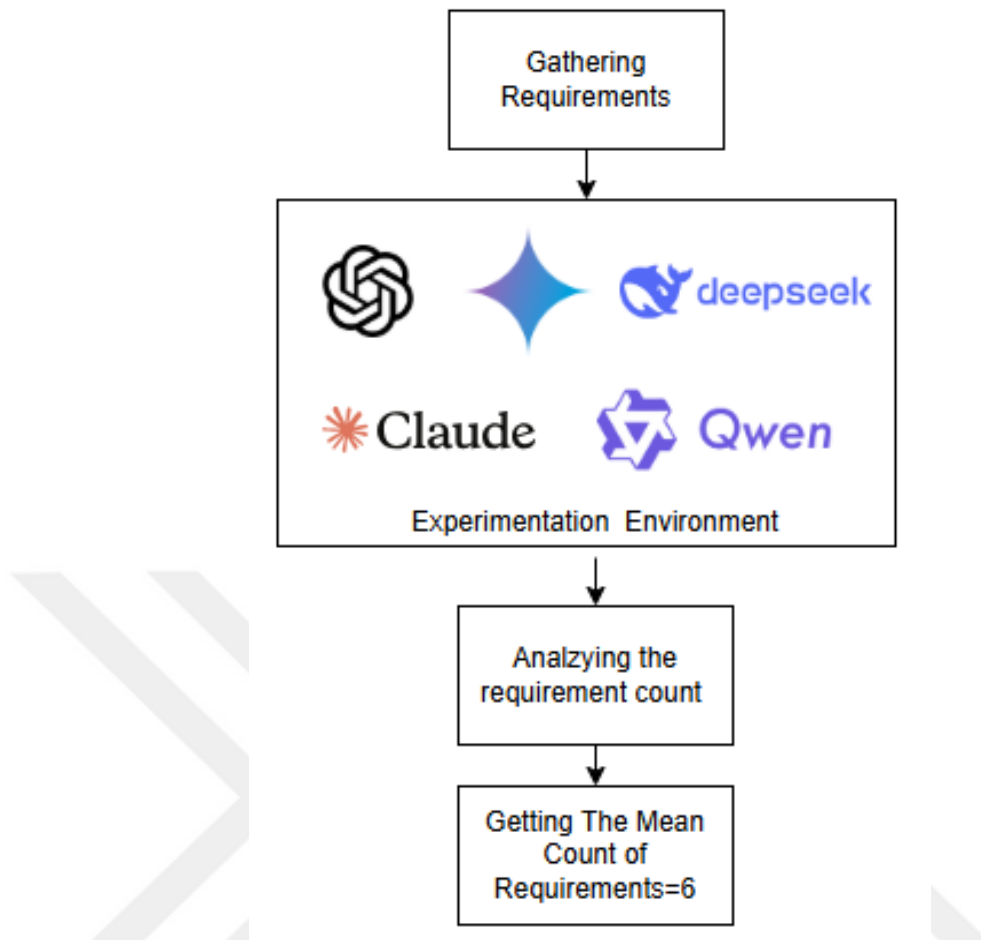 Gathering
Requirements
deepseek
Claude
Qwen
Experimentation Environment
Analzying the
requirement count
Getting The Mean
Count of
Requirements=6